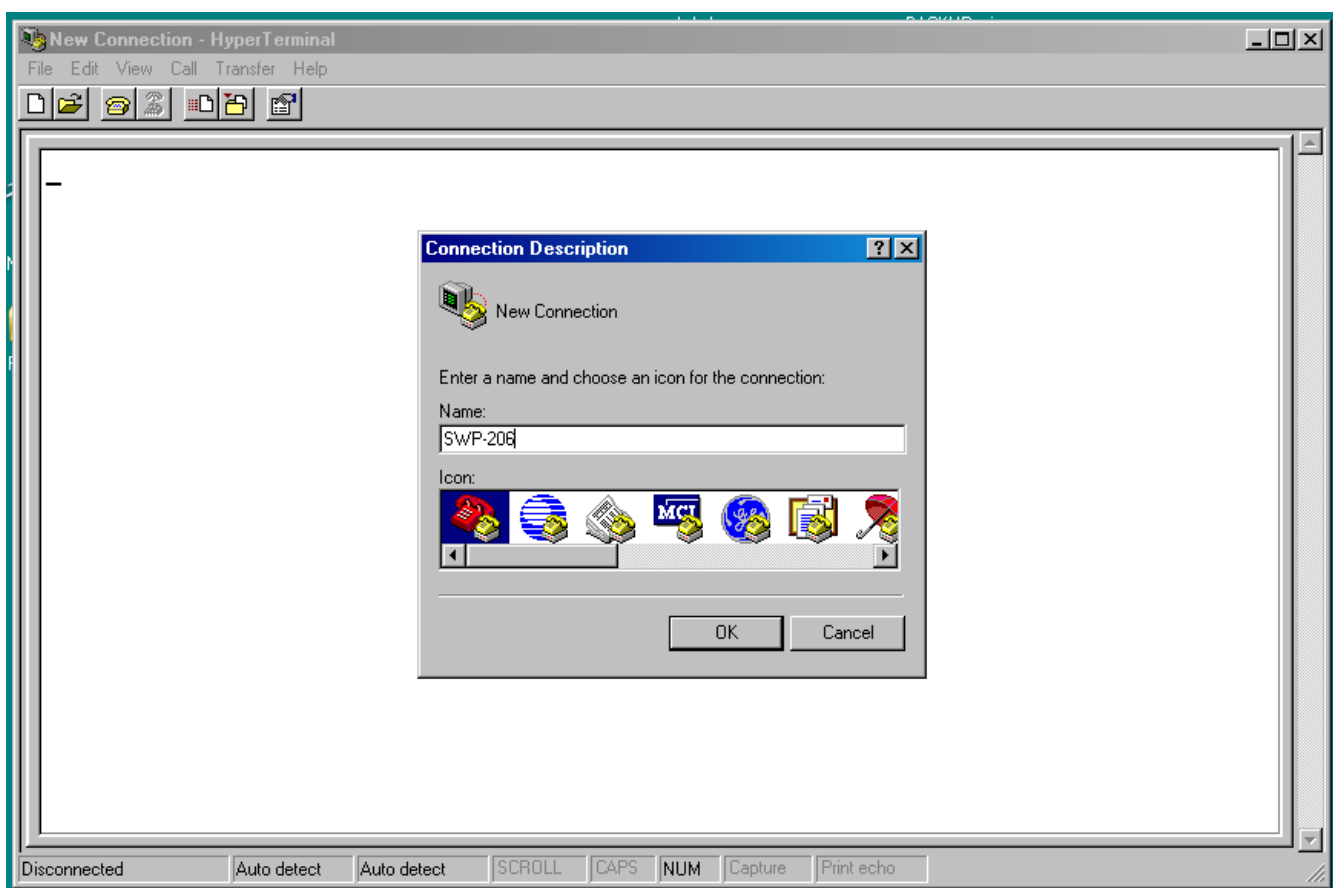 New Connection - HyperTerminal
File Edit View Call Transfer Help
Connection Description
New Connection
Enter a name and choose an icon for the connection:
Name:
SWP-206
Icon:
MCI
OK Cancel
Disconnected Auto detect Auto detect SCROLL CAPS NUM Capture Print echo